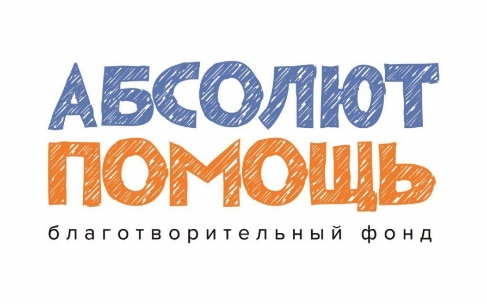 АБСОЛЮТ
ПОМОЩЬ
благотворительный фонд